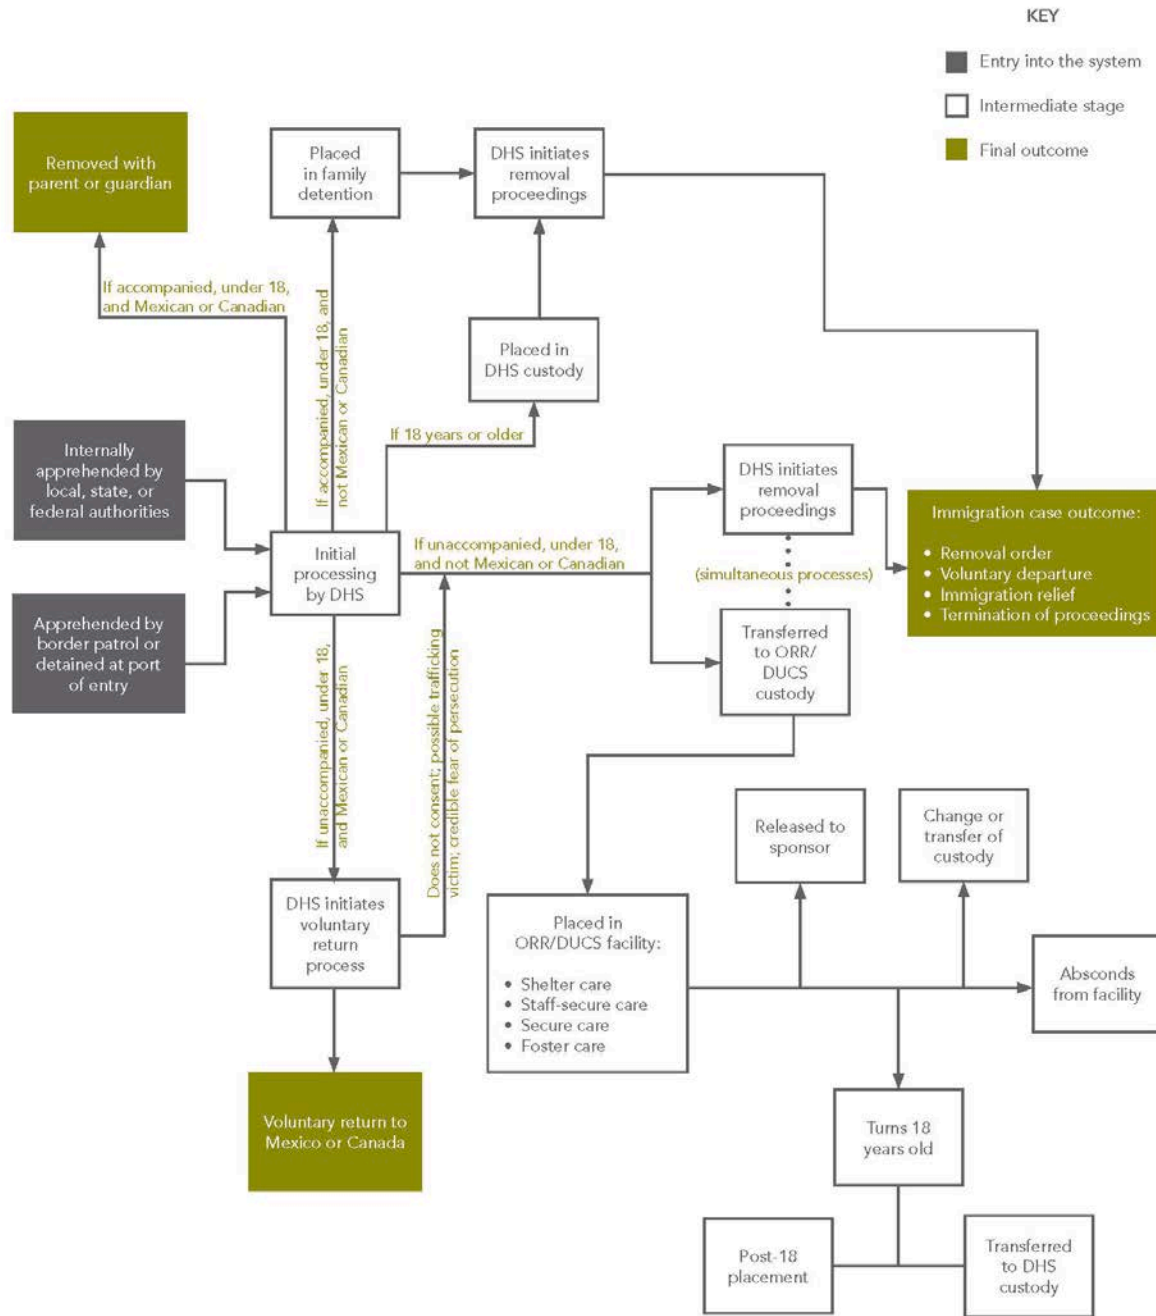 KEY
Entry into the system
Intermediate stage
Final outcome
Removed with
parent or guardian
Placed
in family
detention
DHS initiates
removal
proceedings
If accompanied, under 18,
and Mexican or Canadian
If accompanied, under 18, and
not Mexican or Canadian
Placed in
DHS custody
If 18 years or older
Internally
apprehended by
local, state, or
federal authorities
Apprehended by
border patrol or
detained at port
of entry
Initial
processing
by DHS
If unaccompanied, under 18,
and not Mexican or Canadian
DHS initiates
removal
proceedings
(simultaneous processes)
Transferred
to ORR/
DUCS
custody
Immigration case outcome:
• Removal order
• Voluntary departure
• Immigration relief
• Termination of proceedings
If unaccompanied, under 18,
and Mexican or Canadian
Does not consent; possible trafficking
victim; credible fear of persecution
DHS initiates
voluntary
return
process
Voluntary return to
Mexico or Canada
Placed in
ORR/DUCS facility:
• Shelter care
• Staff-secure care
• Secure care
• Foster care
Released to
sponsor
Change or
transfer of
custody
Absconds
from facility
Turns 18
years old
Post-18
placement
Transferred
to DHS
custody